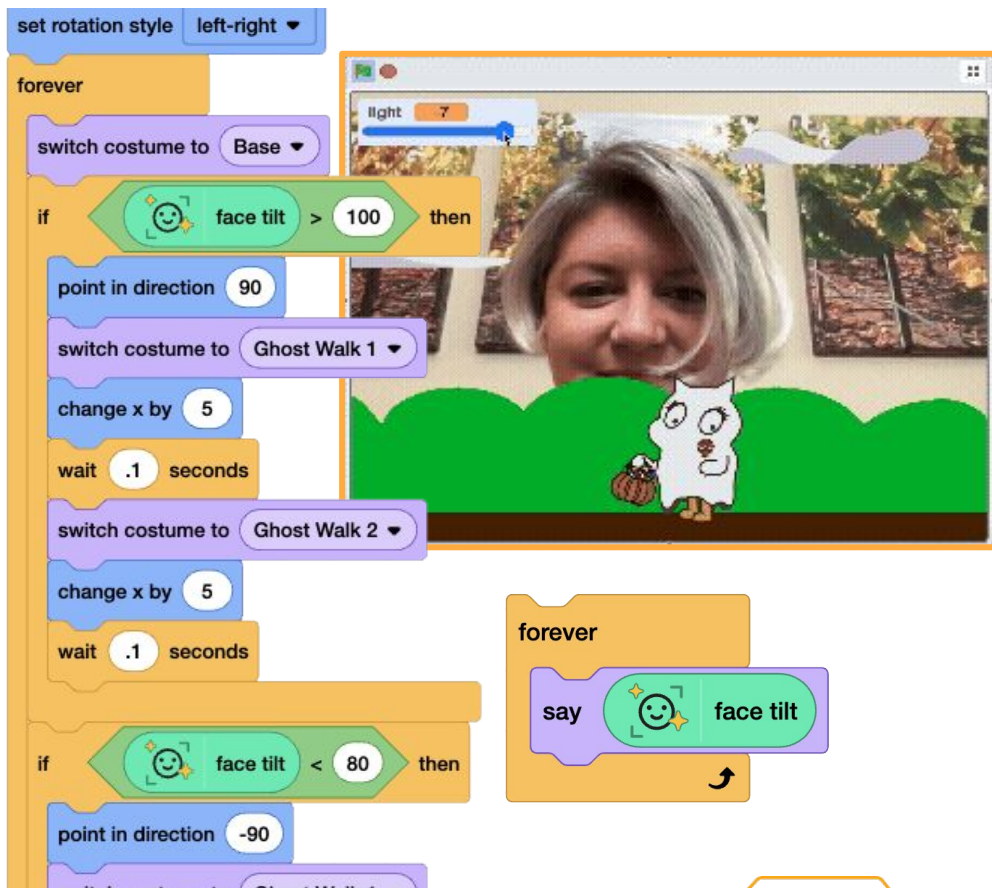 set rotation style left-right
forever
switch costume to Base
if face tilt > 100 then
point in direction 90
switch costume to Ghost Walk 1
change x by 5
wait .1 seconds
switch costume to Ghost Walk 2
change x by 5
wait .1 seconds
if face tilt < 80 then
point in direction -90
light 7
forever
say face tilt